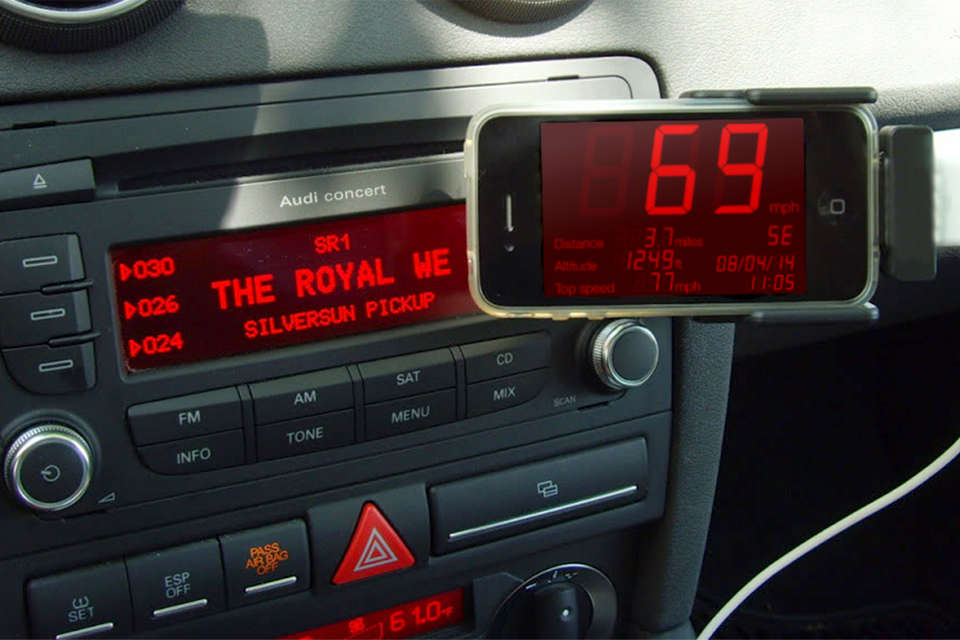 Audi concert
SR1
030
THE ROYAL WE
026
SILVERSUN PICKUP
024
69 mph
Distance 3.7 miles SE
Altitude 1249 ft 08/04/14
Top speed 77 mph 11:05
FM AM SAT CD
INFO TONE MENU MIX
SCAN
SET
ESP
OFF
PASS
AIR BAG
OFF
61.0°F